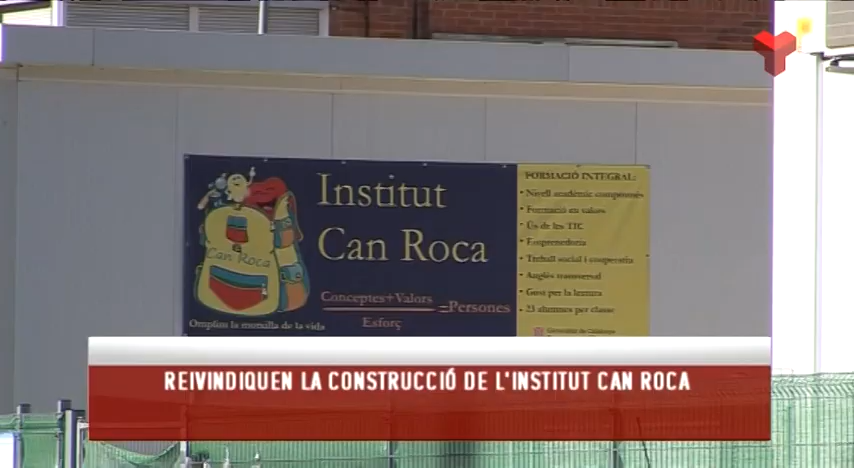 Institut
Can Roca
Conceptes+Valors
=Persones
Esforç
Can Roca
Omplim la motxilla de la vida
FORMACIÓ INTEGRAL:
• Nivell acadèmic compromès
• Formació en valors
• Ús de les TIC
• Emprenedoria
• Treball social i cooperatiu
• Anglès transversal
• Gust per la lectura
• 23 alumnes per classe
Generalitat de Catalunya
REIVINDIQUEN LA CONSTRUCCIÓ DE L'INSTITUT CAN ROCA